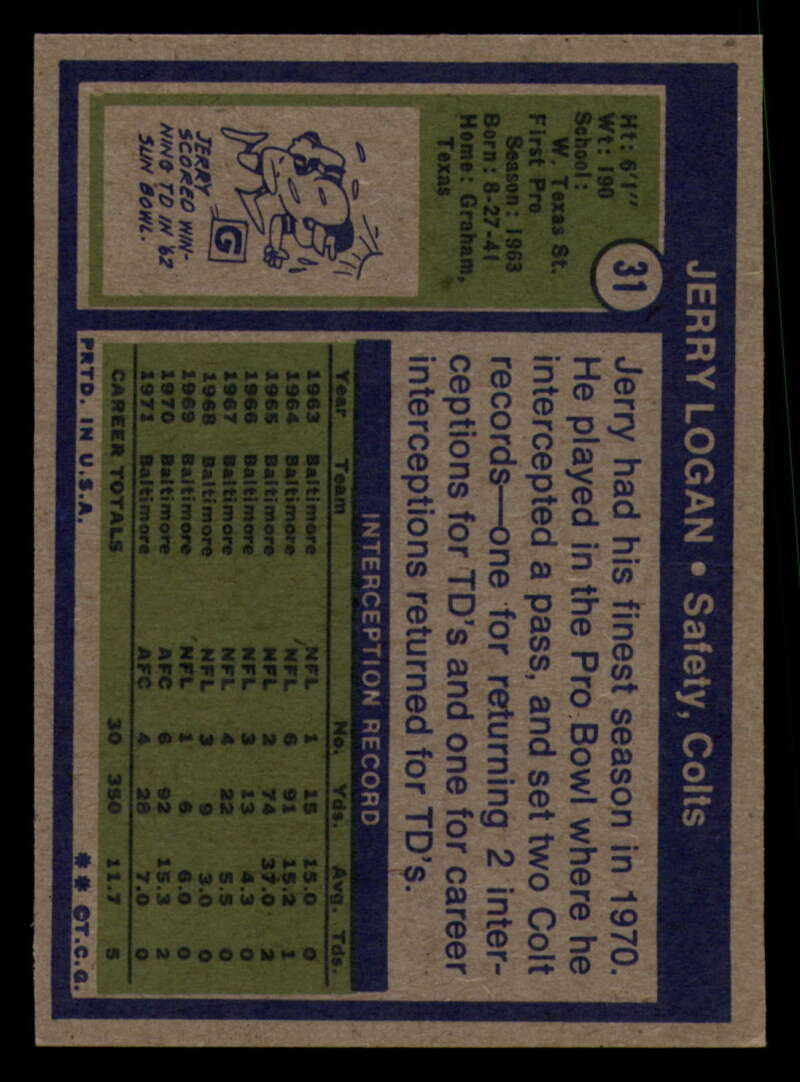 JERRY LOGAN • Safety, Colts
31
Ht: 6'1"
Wt: 190
School:
W. Texas St.
First Pro
Season: 1963
Born: 8-27-41
Home: Graham,
Texas
G
JERRY
SCORED WIN-
NING TD IN '62
SUN BOWL.
Jerry had his finest season in 1970.
He played in the Pro Bowl where he
intercepted a pass, and set two Colt
records—one for returning 2 inter-
ceptions for TD's and one for career
interceptions returned for TD's.
INTERCEPTION RECORD
Year Team No. Yds. Avg. Tds.
1963 Baltimore NFL 1 15 15.0 0
1964 Baltimore NFL 6 91 15.2 1
1965 Baltimore NFL 2 74 37.0 2
1966 Baltimore NFL 3 13 4.3 0
1967 Baltimore NFL 4 22 5.5 0
1968 Baltimore NFL 3 9 3.0 0
1969 Baltimore NFL 1 6 6.0 0
1970 Baltimore AFC 6 92 15.3 2
1971 Baltimore AFC 4 28 7.0 0
CAREER TOTALS 30 350 11.7 5
PRTD. IN U.S.A. ** ©T.C.G.